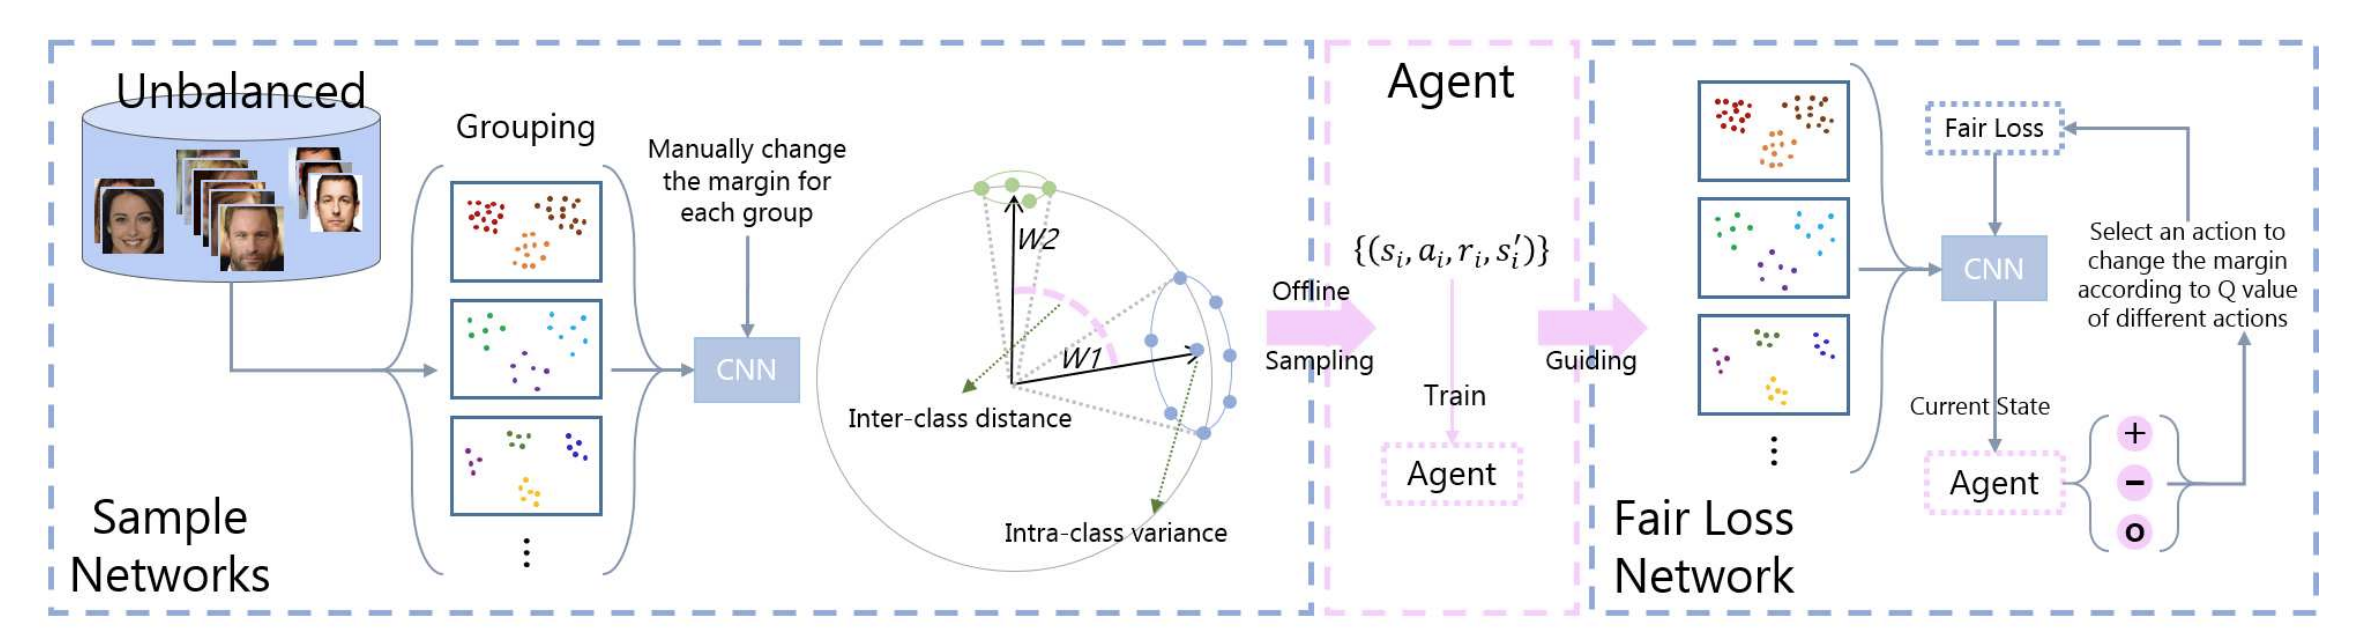 Unbalanced
Grouping
Manually change
the margin for
each group
CNN
W2
W1
Inter-class distance
Intra-class variance
Sample
Networks
Offline
Sampling
Agent
{(s_i, a_i, r_i, s_i')}
Train
Agent
Guiding
Fair Loss
CNN
Select an action to
change the margin
according to Q value
of different actions
Current State
Agent
+
−
o
Fair Loss
Network